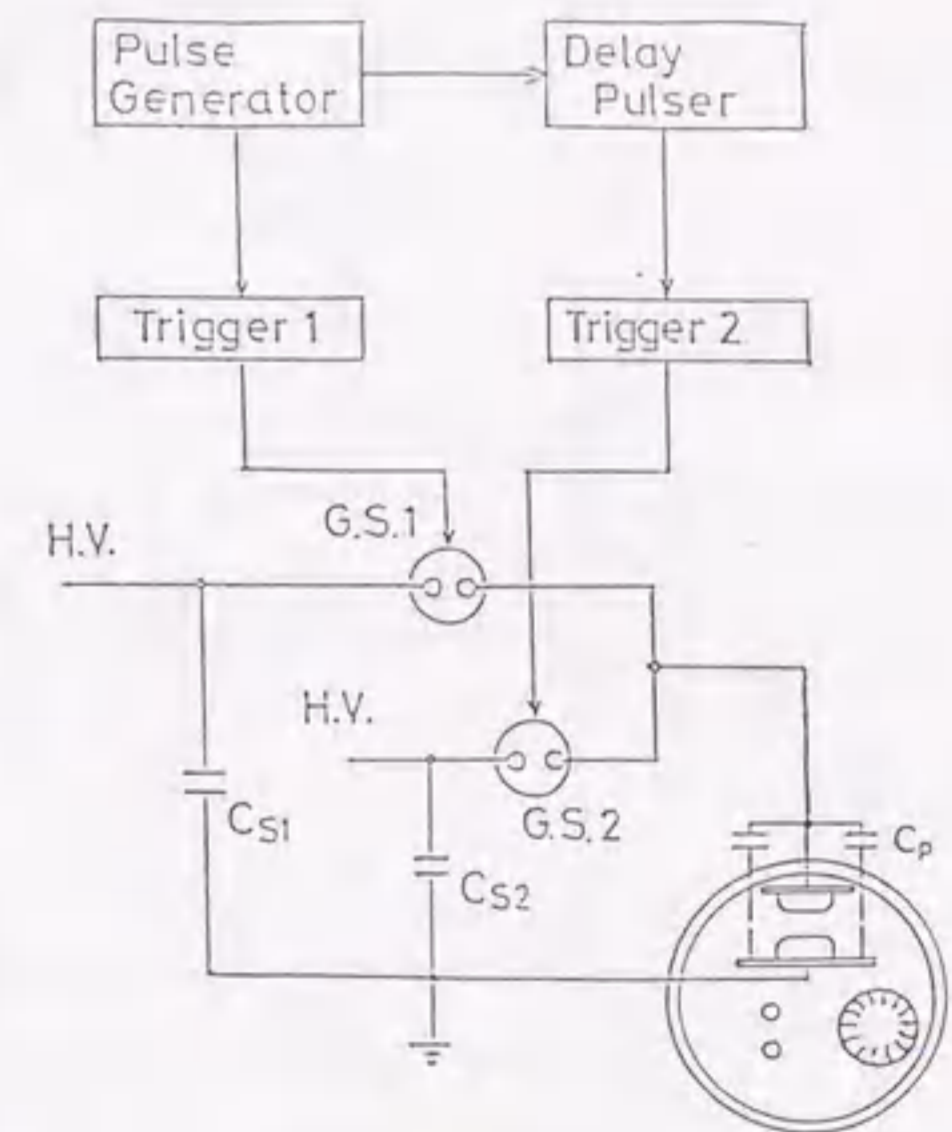 Pulse
Generator
Delay
Pulser
Trigger 1
Trigger 2
G.S.1
H.V.
H.V.
G.S.2
CS1
CS2
CP